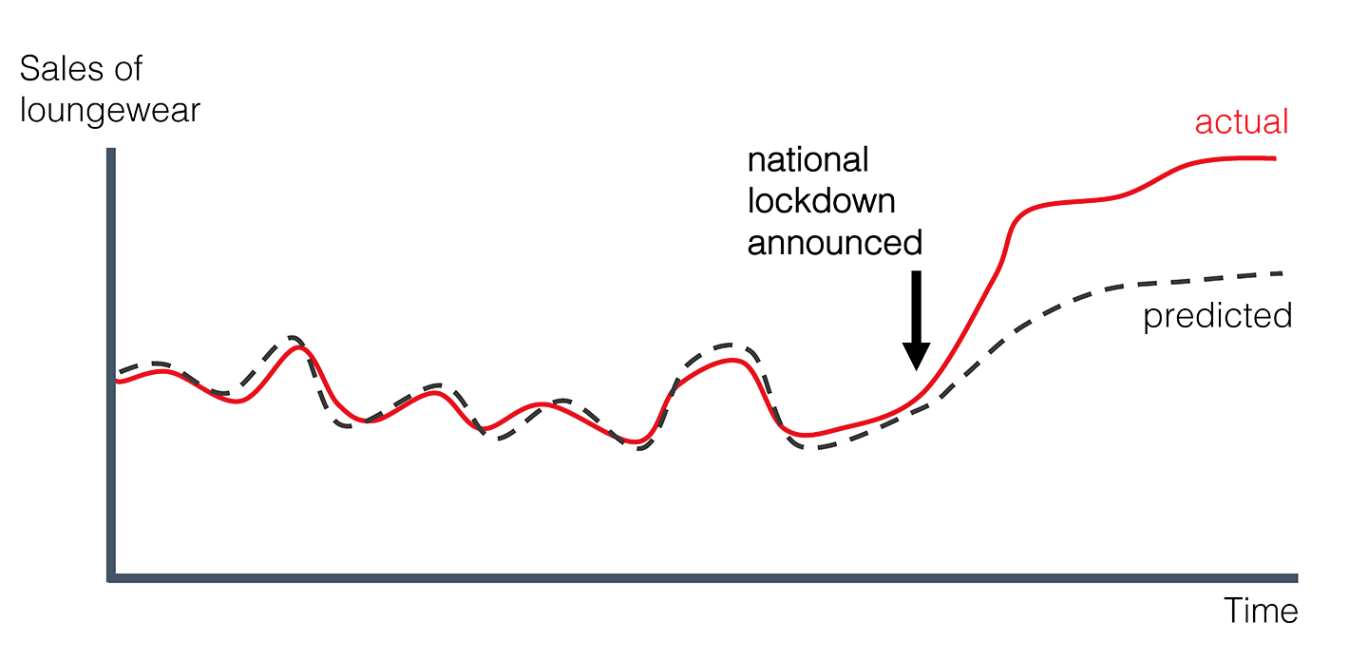 Sales of
loungewear
actual
national
lockdown
announced
predicted
Time